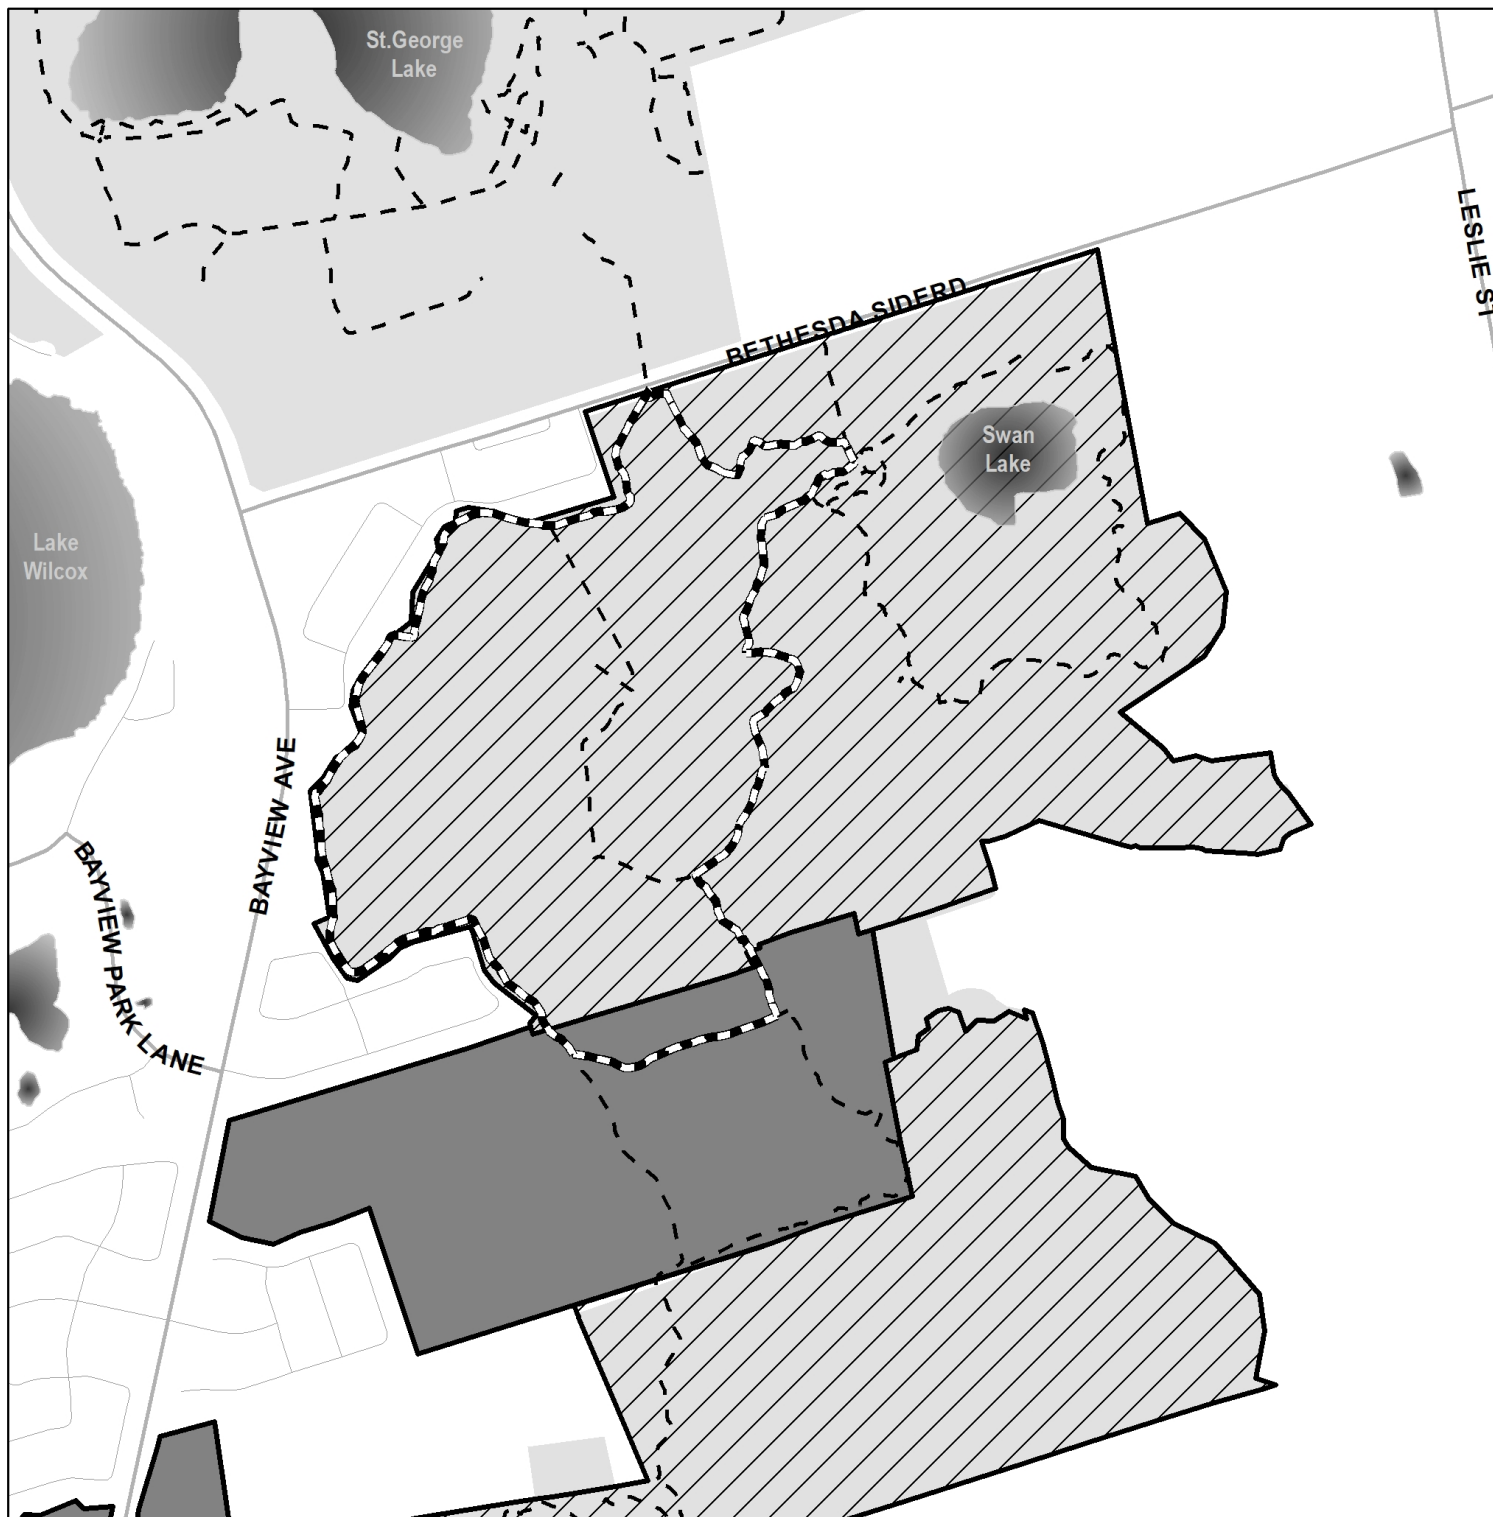 St.George
Lake
LESLIE ST
BETHESDA SIDERD
Swan
Lake
Lake
Wilcox
BAYVIEW AVE
BAYVIEW PARK LANE